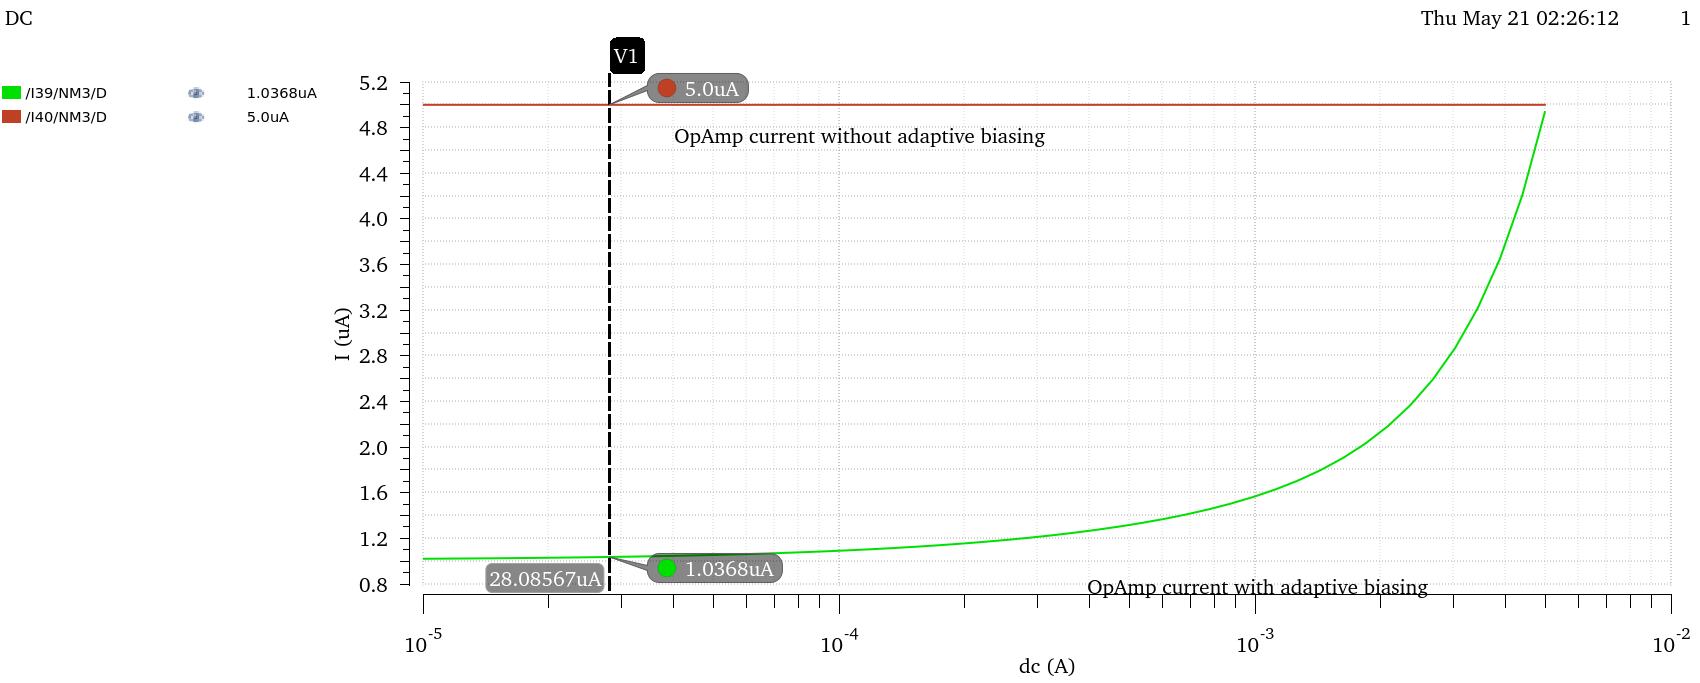 DC
Thu May 21 02:26:12 1
V1
/I39/NM3/D 1.0368uA
/I40/NM3/D 5.0uA
5.0uA
OpAmp current without adaptive biasing
I (uA)
5.2
4.8
4.4
4.0
3.6
3.2
2.8
2.4
2.0
1.6
1.2
0.8
1.0368uA
28.08567uA
OpAmp current with adaptive biasing
10-5 10-4 10-3 10-2
dc (A)